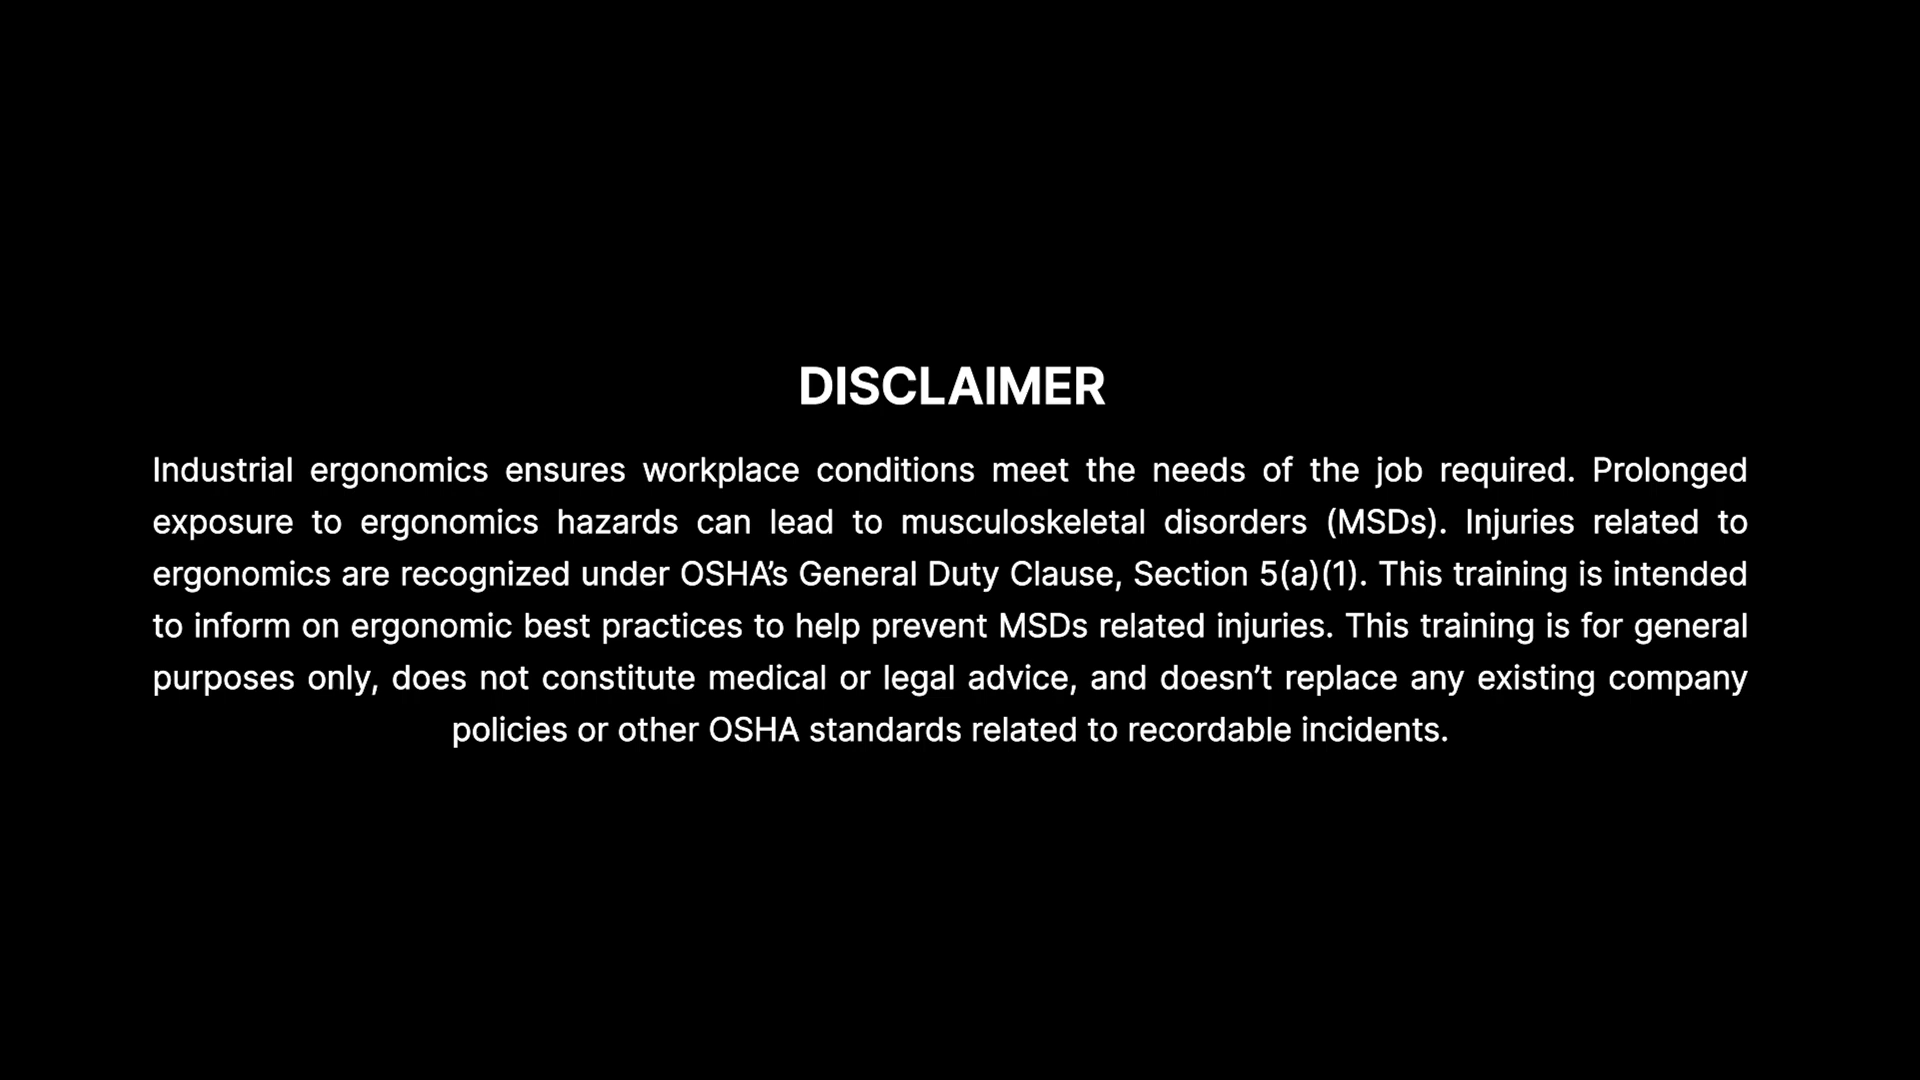 DISCLAIMER
Industrial ergonomics ensures workplace conditions meet the needs of the job required. Prolonged
exposure to ergonomics hazards can lead to musculoskeletal disorders (MSDs). Injuries related to
ergonomics are recognized under OSHA’s General Duty Clause, Section 5(a)(1). This training is intended
to inform on ergonomic best practices to help prevent MSDs related injuries. This training is for general
purposes only, does not constitute medical or legal advice, and doesn’t replace any existing company
policies or other OSHA standards related to recordable incidents.